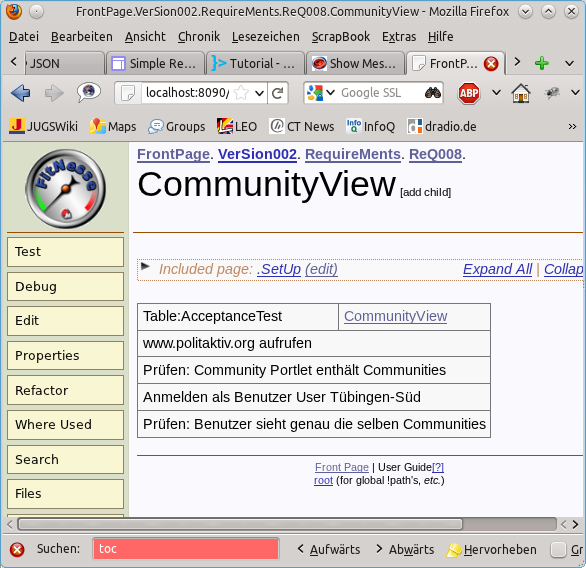 FrontPage.VerSion002.RequireMents.ReQ008.CommunityView - Mozilla Firefox
Datei Bearbeiten Ansicht Chronik Lesezeichen ScrapBook Extras Hilfe
JSON Simple Re... Tutorial - ... Show Mes... FrontP...
localhost:8090/ Google SSL ABP
JUGSWiki Maps Groups LEO CT News InfoQ dradio.de »
FitNesse
FrontPage. VerSion002. RequireMents. ReQ008.
CommunityView [add child]
Test
Debug
Edit
Properties
Refactor
Where Used
Search
Files
Included page: .SetUp (edit) Expand All | Collap
Table:AcceptanceTest CommunityView
www.politaktiv.org aufrufen
Prüfen: Community Portlet enthält Communities
Anmelden als Benutzer User Tübingen-Süd
Prüfen: Benutzer sieht genau die selben Communities
Front Page | User Guide[?]
root (for global !path's, etc.)
Suchen: toc Aufwärts Abwärts Hervorheben Gr